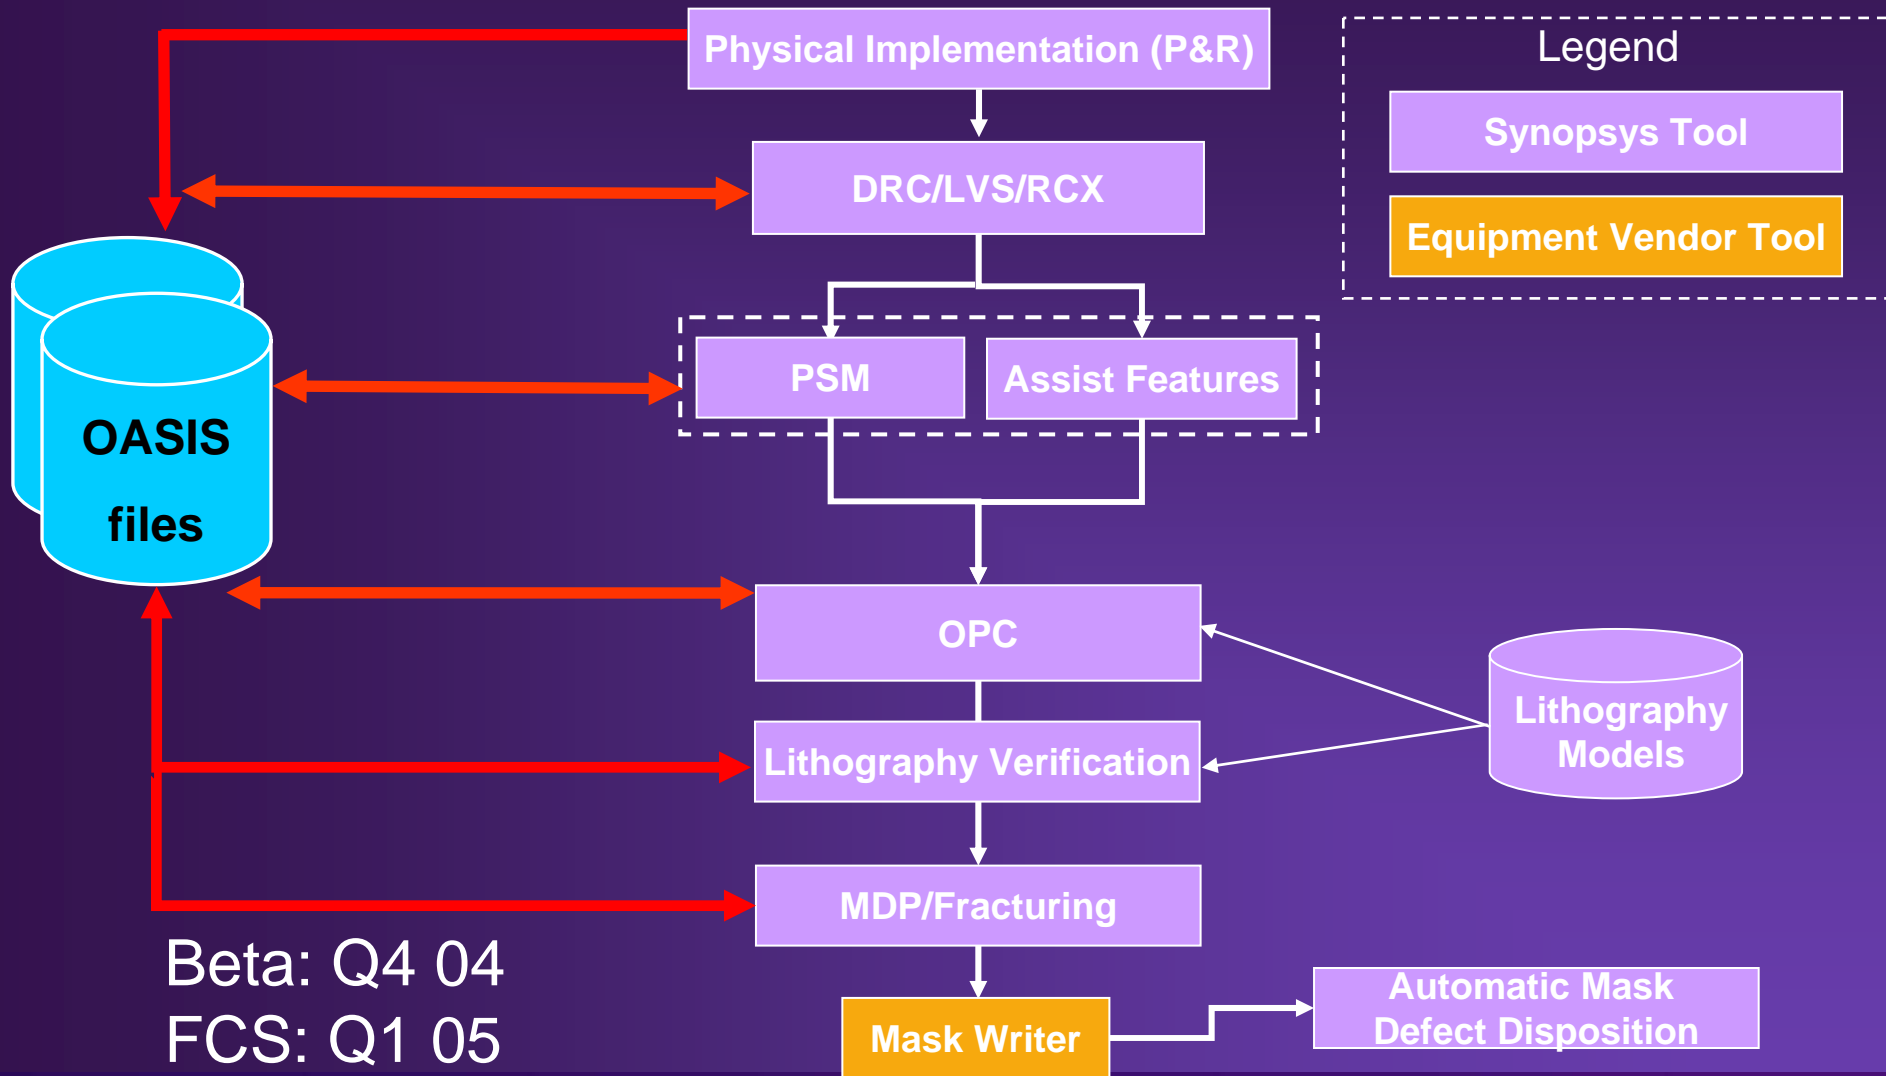 Physical Implementation (P&R)
Legend
Synopsys Tool
Equipment Vendor Tool
DRC/LVS/RCX
PSM
Assist Features
OASIS
files
OPC
Lithography
Models
Lithography Verification
MDP/Fracturing
Beta: Q4 04
FCS: Q1 05
Mask Writer
Automatic Mask
Defect Disposition